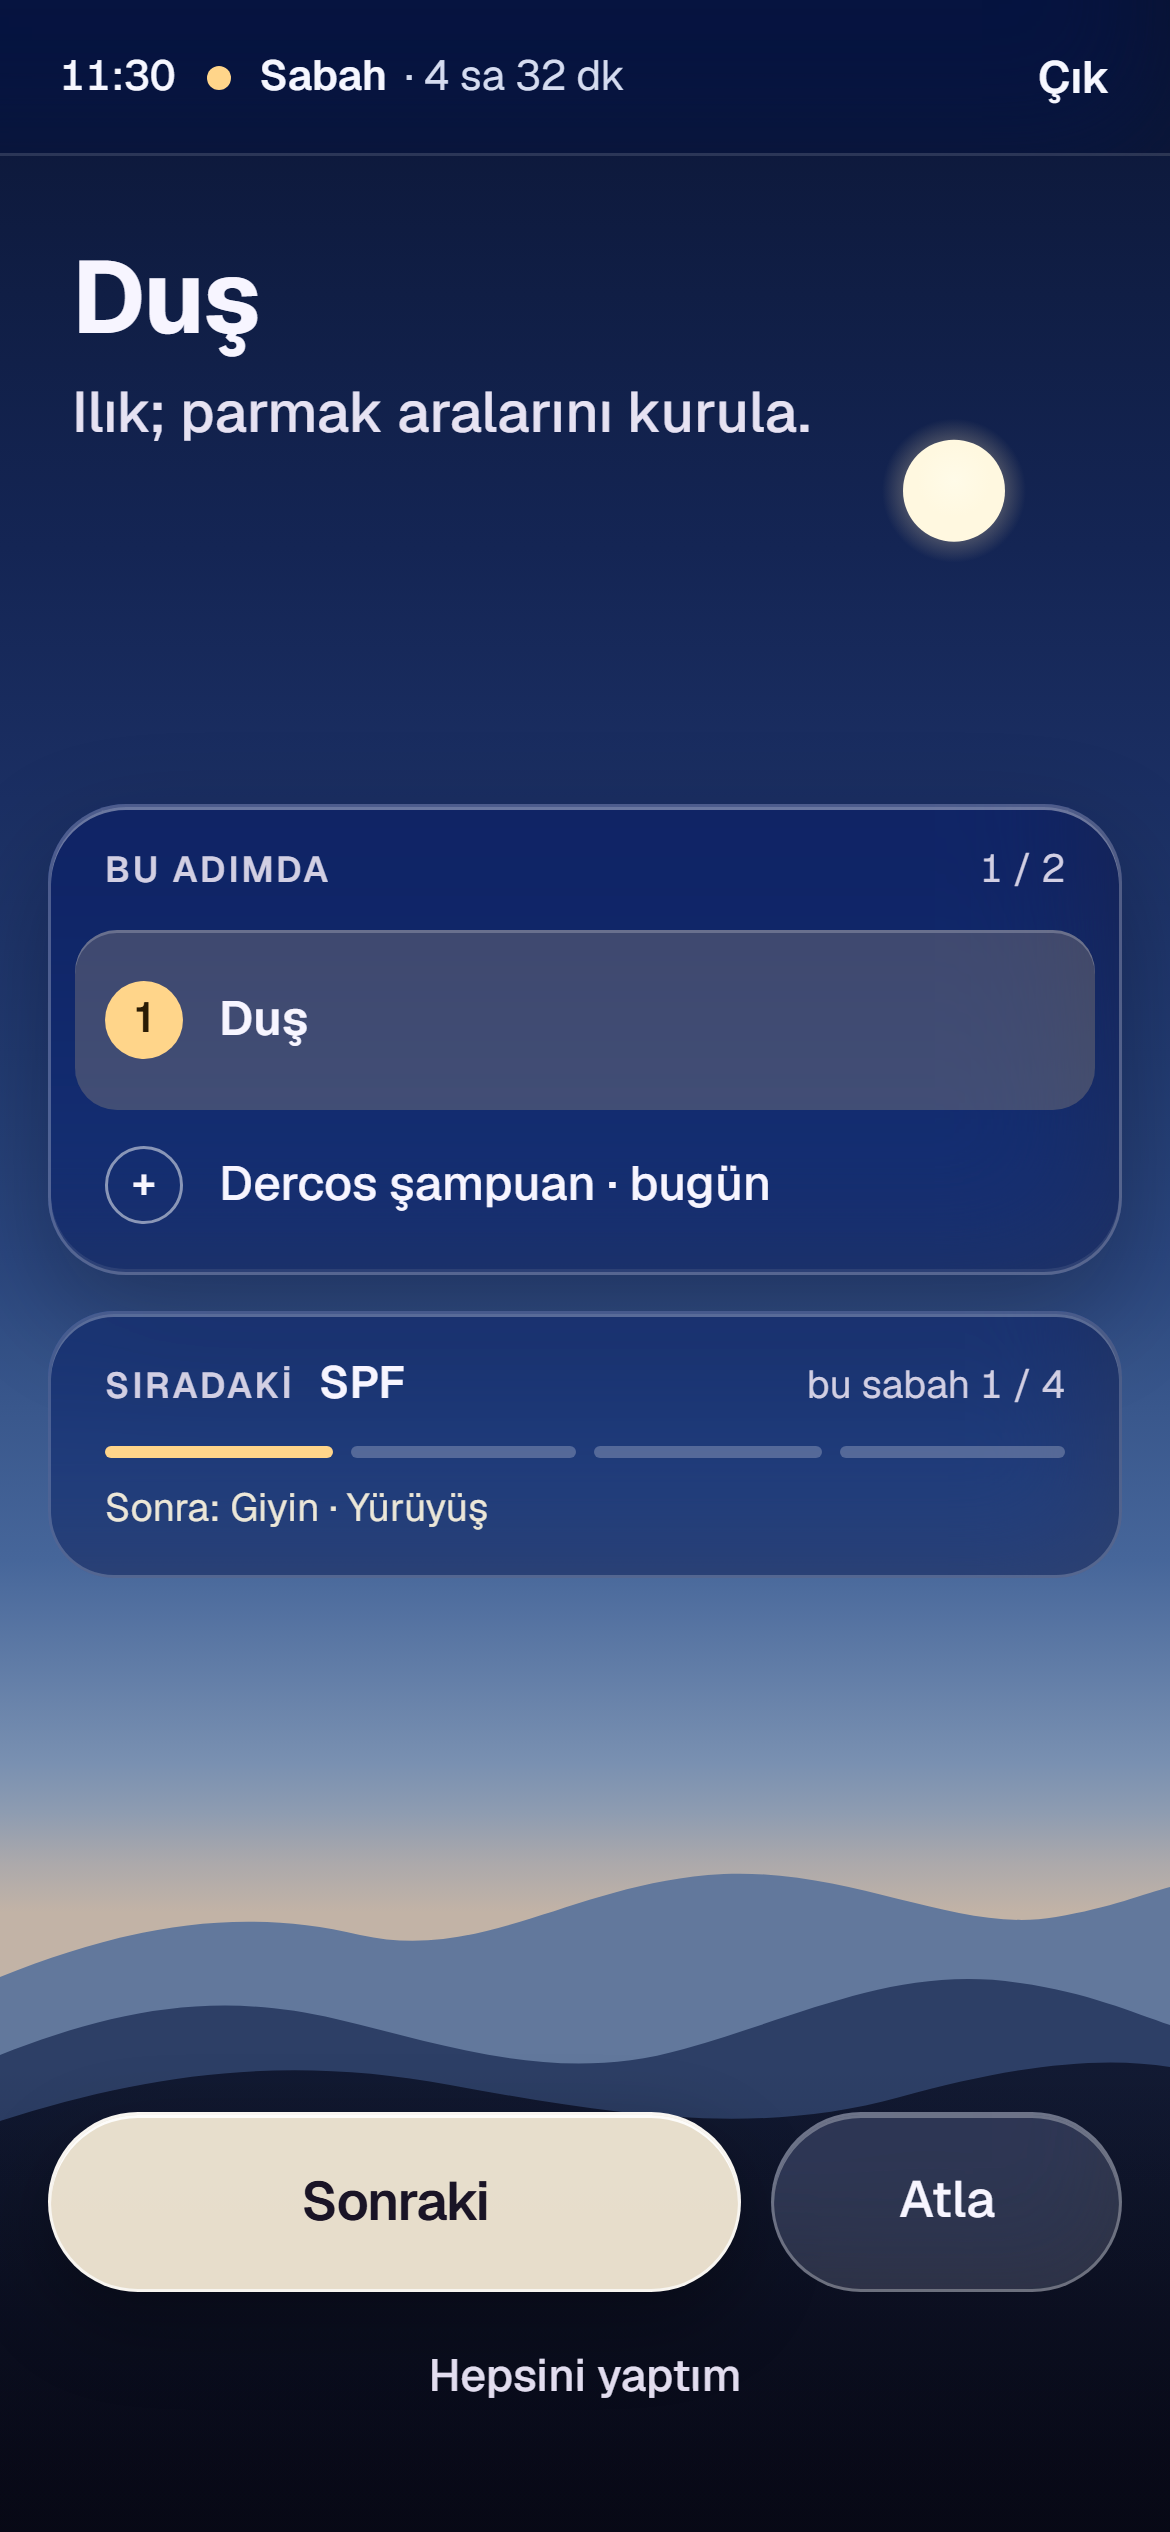 11:30 Sabah · 4 sa 32 dk Çık
Duş
Ilık; parmak aralarını kurula.
BU ADIMDA 1 / 2
1 Duş
+ Dercos şampuan · bugün
SIRADAKİ SPF bu sabah 1 / 4
Sonra: Giyin · Yürüyüş
Sonraki Atla
Hepsini yaptım